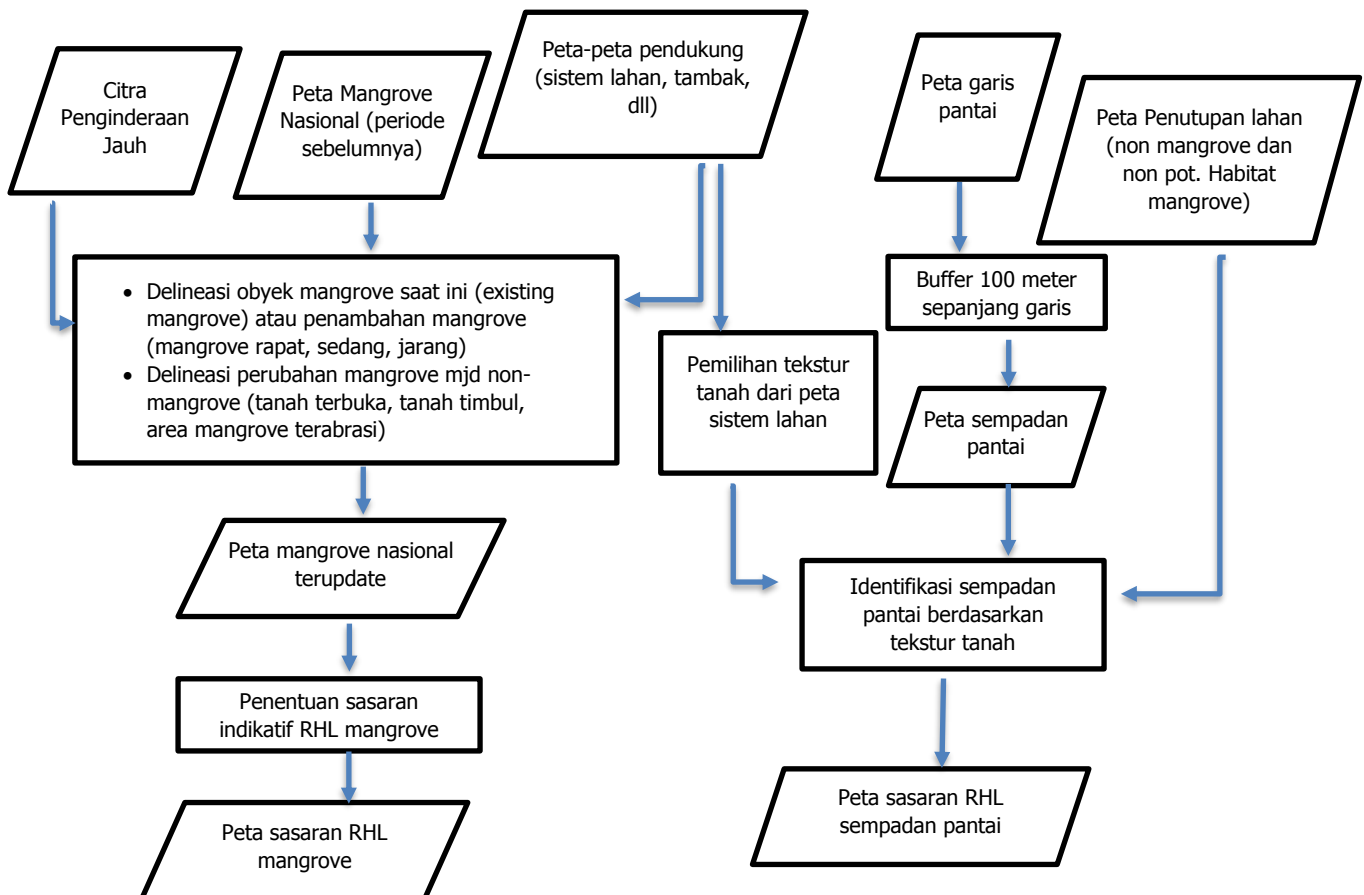 Citra
Penginderaan
Jauh
Peta Mangrove
Nasional (periode
sebelumnya)
Peta-peta pendukung
(sistem lahan, tambak,
dll)
Peta garis
pantai
Peta Penutupan lahan
(non mangrove dan
non pot. Habitat
mangrove)
• Delineasi obyek mangrove saat ini (existing
mangrove) atau penambahan mangrove
(mangrove rapat, sedang, jarang)
• Delineasi perubahan mangrove mjd non-
mangrove (tanah terbuka, tanah timbul,
area mangrove terabrasi)
Buffer 100 meter
sepanjang garis
Pemilihan tekstur
tanah dari peta
sistem lahan
Peta sempadan
pantai
Peta mangrove nasional
terupdate
Identifikasi sempadan
pantai berdasarkan
tekstur tanah
Penentuan sasaran
indikatif RHL mangrove
Peta sasaran RHL
sempadan pantai
Peta sasaran RHL
mangrove